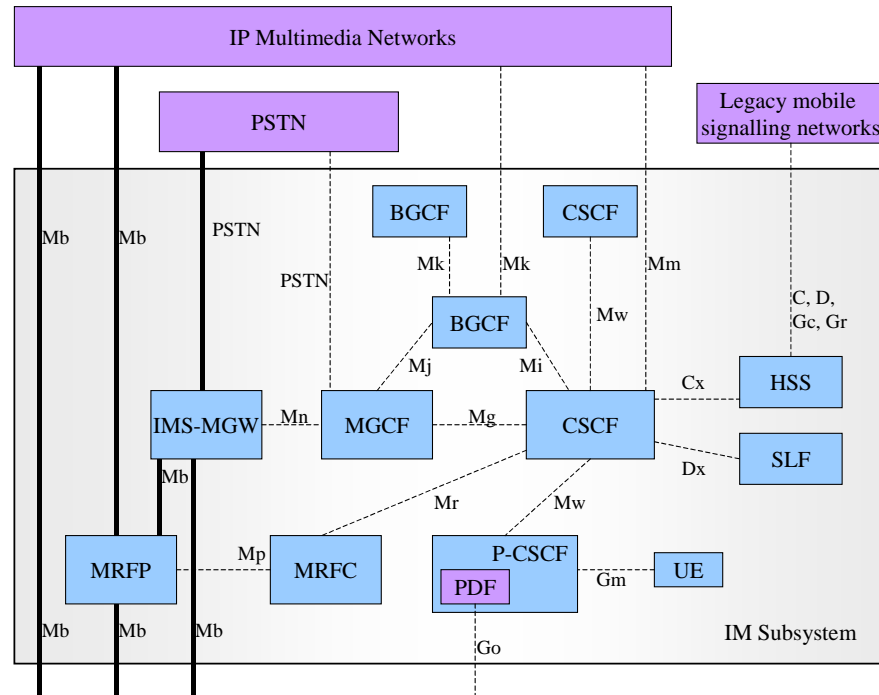 IP Multimedia Networks
PSTN
Legacy mobile
signalling networks
Mb
Mb
PSTN
BGCF
CSCF
Mk
Mk
Mm
PSTN
C, D,
Gc, Gr
BGCF
Mw
Mj
Mi
Cx
HSS
IMS-MGW
Mn
MGCF
Mg
CSCF
SLF
Dx
Mb
Mr
Mw
MRFP
Mp
MRFC
P-CSCF
PDF
Gm
UE
Mb
Mb
Mb
IM Subsystem
Go